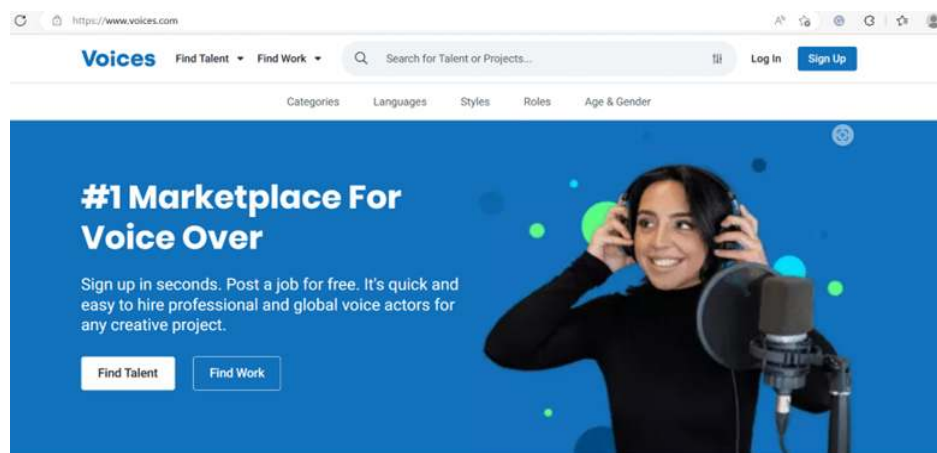 https://www.voices.com
Voices Find Talent Find Work Search for Talent or Projects... Log In Sign Up
Categories Languages Styles Roles Age & Gender
#1 Marketplace For
Voice Over
Sign up in seconds. Post a job for free. It's quick and
easy to hire professional and global voice actors for
any creative project.
Find Talent Find Work